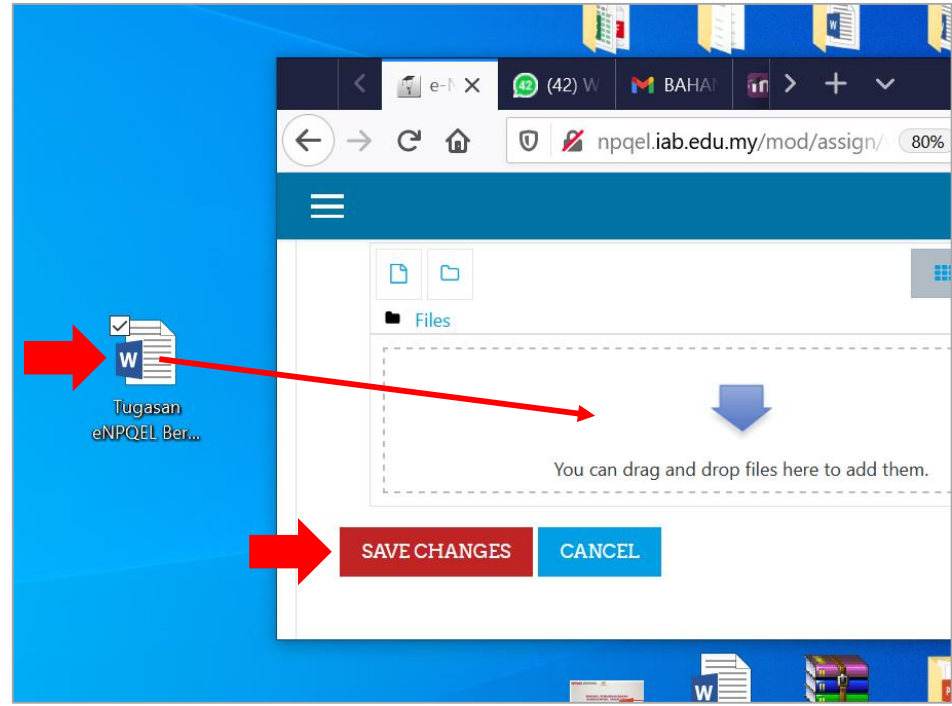 e-N
(42) W
BAHAN
npqel.iab.edu.my/mod/assign/
80%
Files
W
Tugasan
eNPQEL Ber...
You can drag and drop files here to add them.
SAVE CHANGES
CANCEL
W